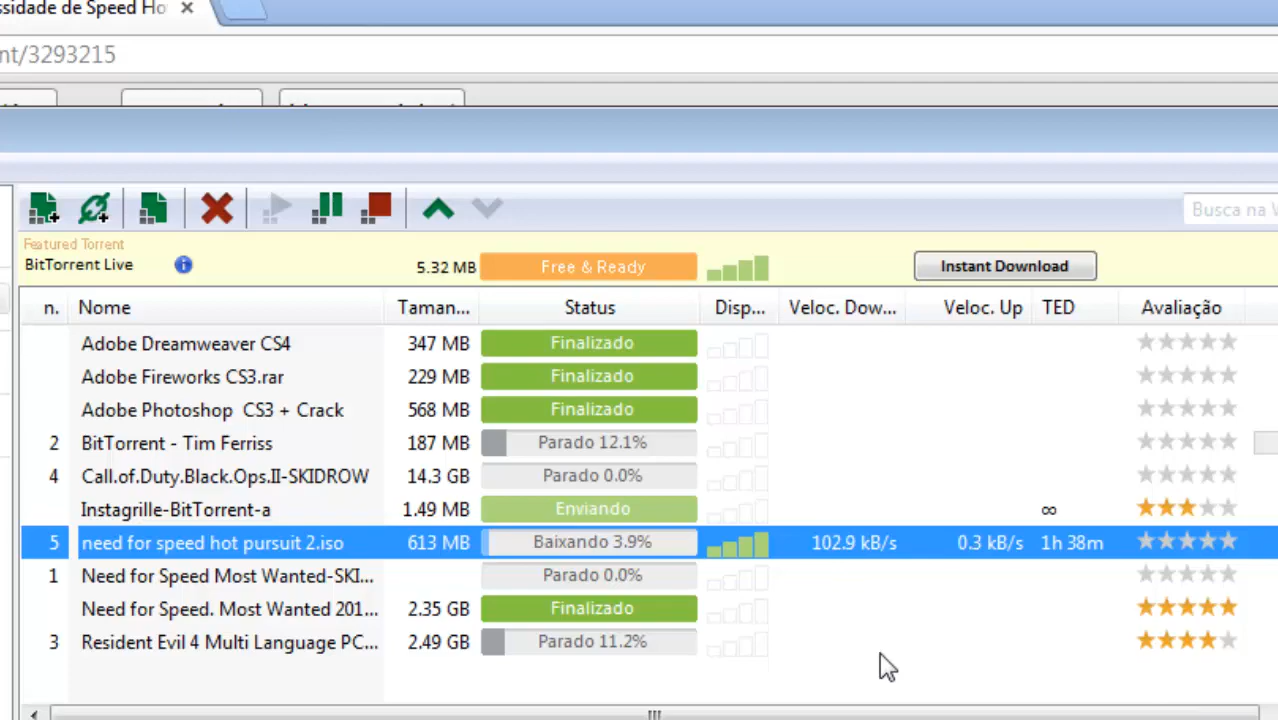 ssidade de Speed Ho
nt/3293215
Busca na
Featured Torrent
BitTorrent Live 5.32 MB Free & Ready Instant Download
n. Nome Taman... Status Disp... Veloc. Dow... Veloc. Up TED Avaliação
Adobe Dreamweaver CS4 347 MB Finalizado
Adobe Fireworks CS3.rar 229 MB Finalizado
Adobe Photoshop CS3 + Crack 568 MB Finalizado
2 BitTorrent - Tim Ferriss 187 MB Parado 12.1%
4 Call.of.Duty.Black.Ops.II-SKIDROW 14.3 GB Parado 0.0%
Instagrille-BitTorrent-a 1.49 MB Enviando ∞
5 need for speed hot pursuit 2.iso 613 MB Baixando 3.9% 102.9 kB/s 0.3 kB/s 1h 38m
1 Need for Speed Most Wanted-SKI... Parado 0.0%
Need for Speed. Most Wanted 201... 2.35 GB Finalizado
3 Resident Evil 4 Multi Language PC... 2.49 GB Parado 11.2%